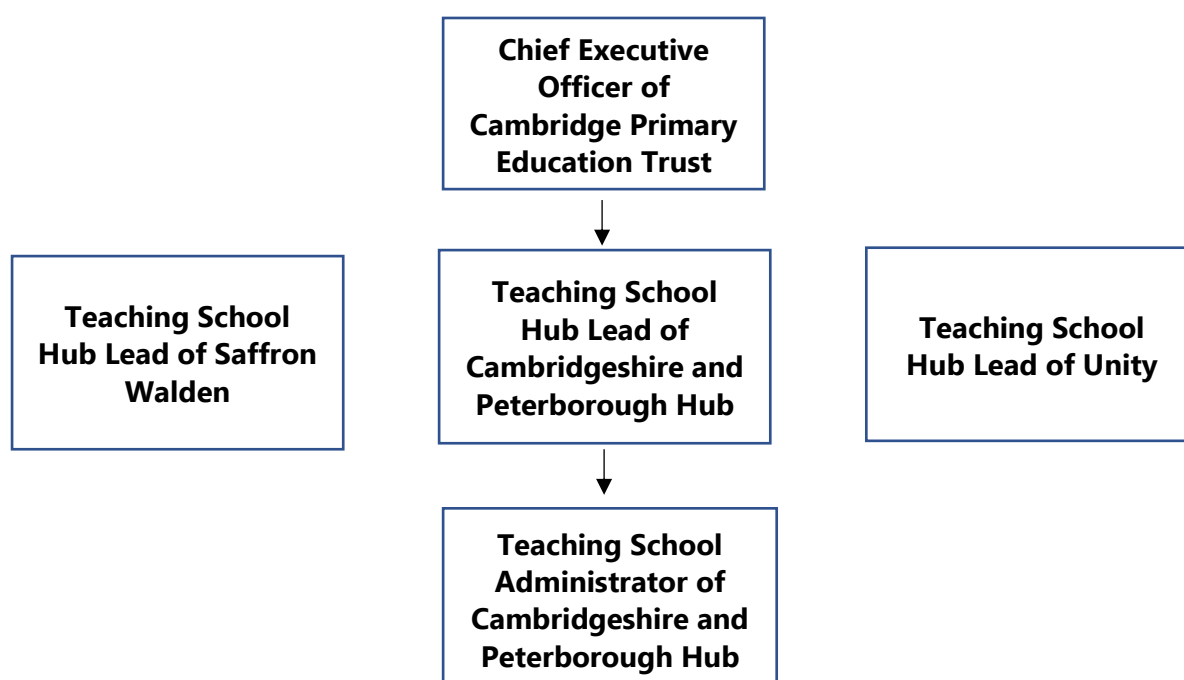 Chief Executive
Officer of
Cambridge Primary
Education Trust
Teaching School
Hub Lead of Saffron
Walden
Teaching School
Hub Lead of
Cambridgeshire and
Peterborough Hub
Teaching School
Hub Lead of Unity
Teaching School
Administrator of
Cambridgeshire and
Peterborough Hub